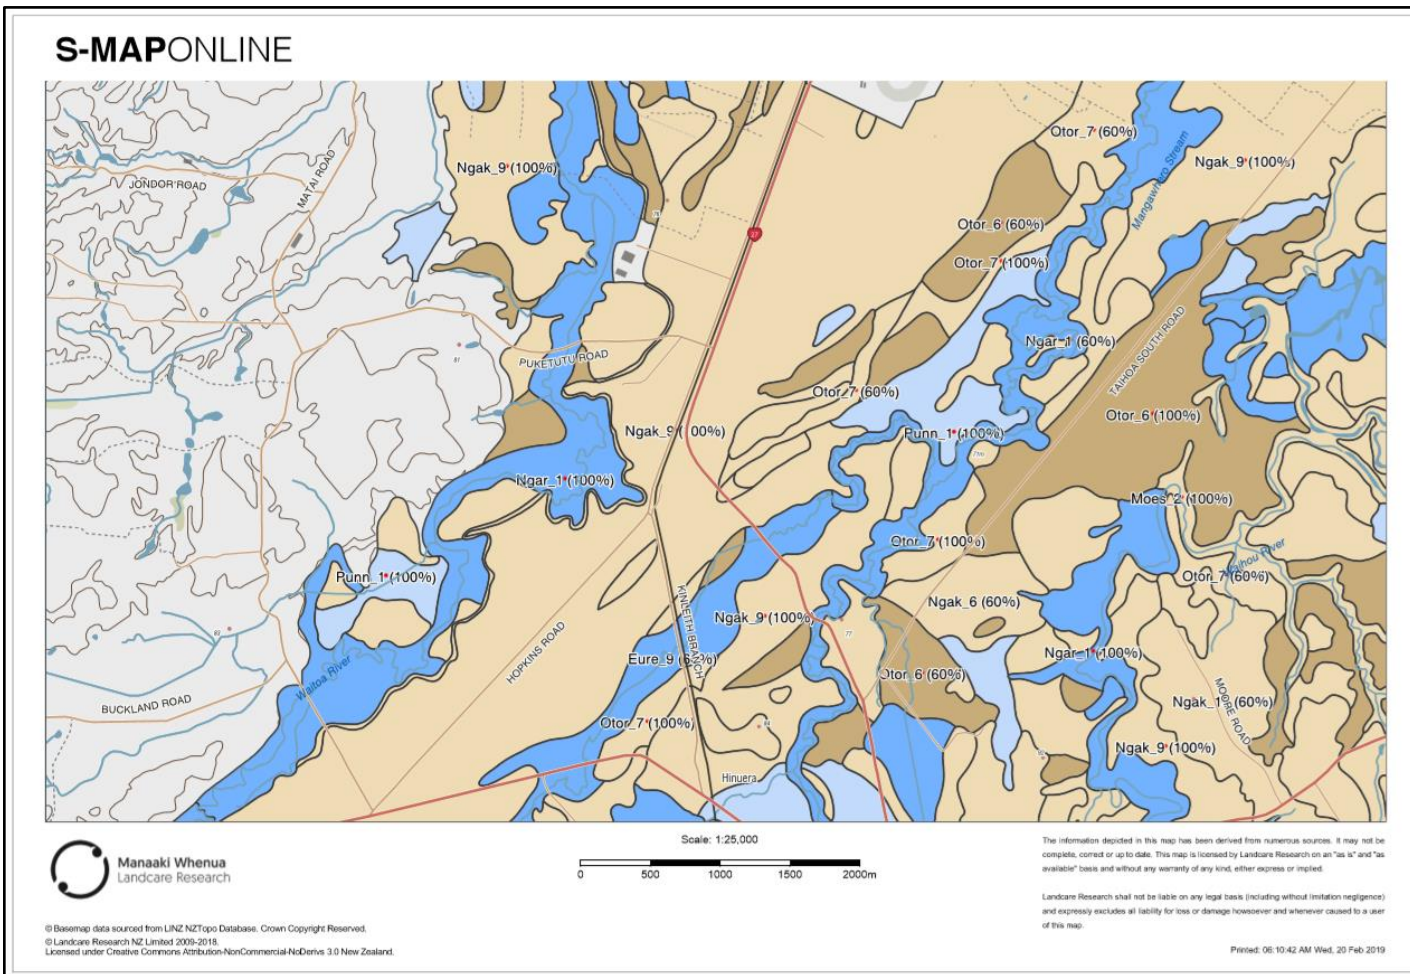 S-MAPONLINE
Ngak_9 (100%)
JONDOR ROAD
MATAI ROAD
Otor_7 (60%)
Mangawhero Stream
Ngak_9 (100%)
27
Otor_6 (60%)
Otor_7 (100%)
81
PUKETUTU ROAD
Ngar_1 (60%)
TAIHOA SOUTH ROAD
Otor_7 (60%)
Otor_6 (100%)
Ngak_9 (100%)
Punn_1 (100%)
Ngar_1 (100%)
Moes_2 (100%)
Otor_7 (100%)
Waihou River
Punn_1 (100%)
Otor_7 (60%)
Ngak_6 (60%)
KINLEITH BRANCH
Ngak_9 (100%)
77
HOPKINS ROAD
Ngar_1 (100%)
Waitoa River
Otor_6 (60%)
BUCKLAND ROAD
MOORE ROAD
Otor_7 (100%)
Ngak_9 (100%)
Hinuera
Scale: 1:25,000
0 500 1000 1500 2000m
Manaaki Whenua
Landcare Research
The information depicted in this map has been derived from numerous sources. It may not be
complete, correct or up to date. This map is licensed by Landcare Research on an "as is" and "as
available" basis and without any warranty of any kind, either express or implied.
Landcare Research shall not be liable on any legal basis (including without limitation negligence)
and expressly excludes all liability for loss or damage howsoever and whenever caused to a user
of this map.
© Basemap data sourced from LINZ NZTopo Database. Crown Copyright Reserved.
© Landcare Research NZ Limited 2009-2018.
Licensed under Creative Commons Attribution-NonCommercial-NoDerivs 3.0 New Zealand.
Printed: 06:10:42 AM Wed, 20 Feb 2019